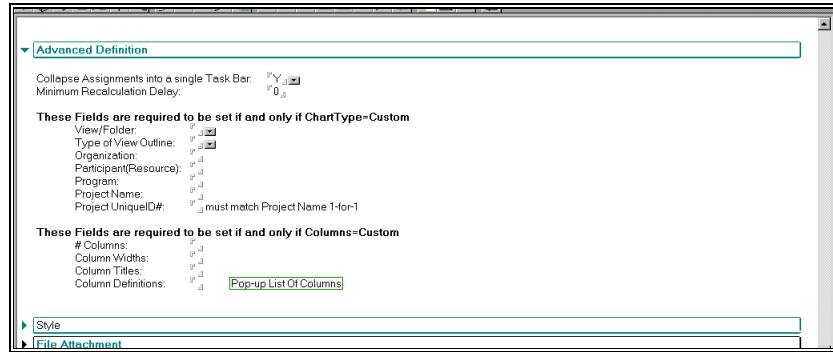 Advanced Definition
Collapse Assignments into a single Task Bar: Y
Minimum Recalculation Delay: 0
These Fields are required to be set if and only if ChartType=Custom
View/Folder:
Type of View Outline:
Organization:
Participant(Resource):
Program:
Project Name:
Project UniqueID#: must match Project Name 1-for-1
These Fields are required to be set if and only if Columns=Custom
# Columns:
Column Widths:
Column Titles:
Column Definitions: Pop-up List Of Columns
Style
File Attachment